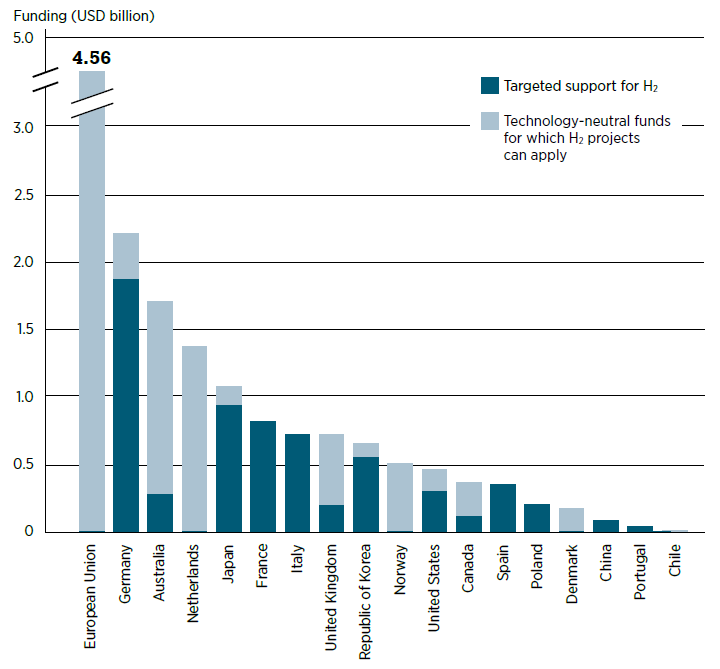 Funding (USD billion)
5.0
4.56
Targeted support for H₂
Technology-neutral funds
for which H₂ projects
can apply
3.0
2.5
2.0
1.5
1.0
0.5
0
European Union
Germany
Australia
Netherlands
Japan
France
Italy
United Kingdom
Republic of Korea
Norway
United States
Canada
Spain
Poland
Denmark
China
Portugal
Chile